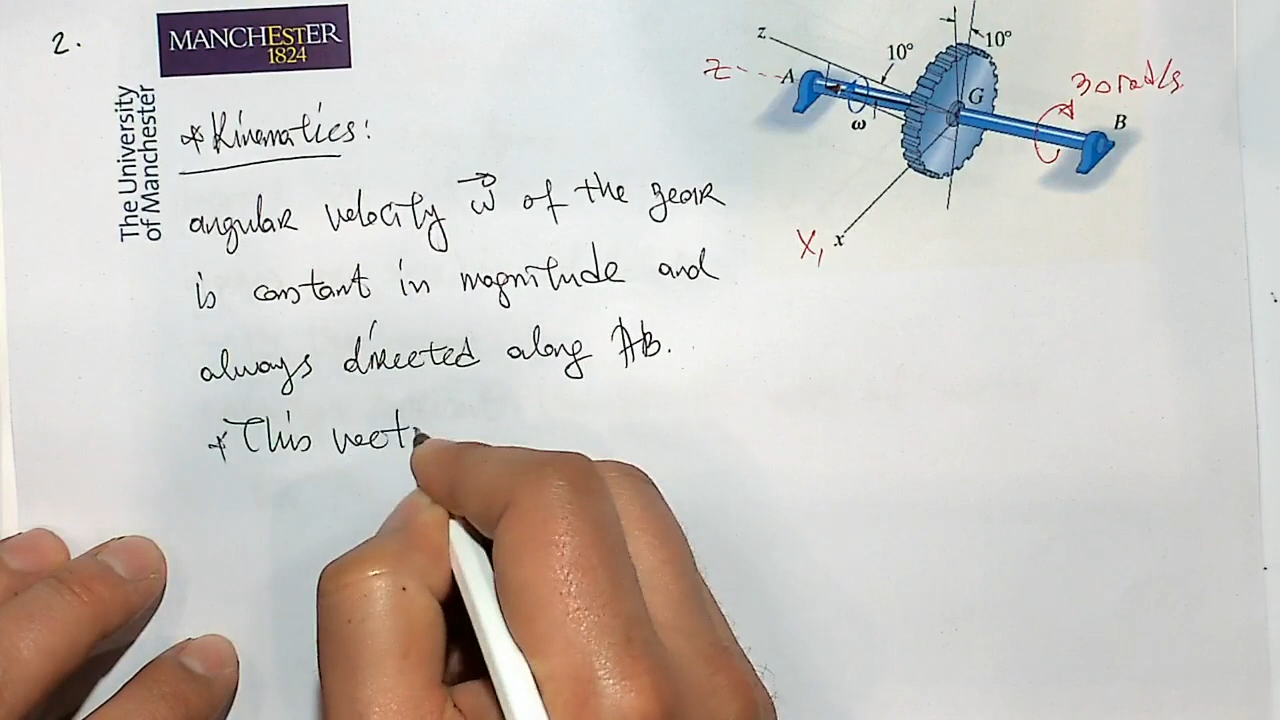 2.
MANCHESTER
1824
The University
of Manchester
* Kinematics:
angular velocity ω of the gear
is constant in magnitude and
always directed along AB.
* This vect
z
10°
10°
Z
A
G
ω
30 rad/s
B
X,
x